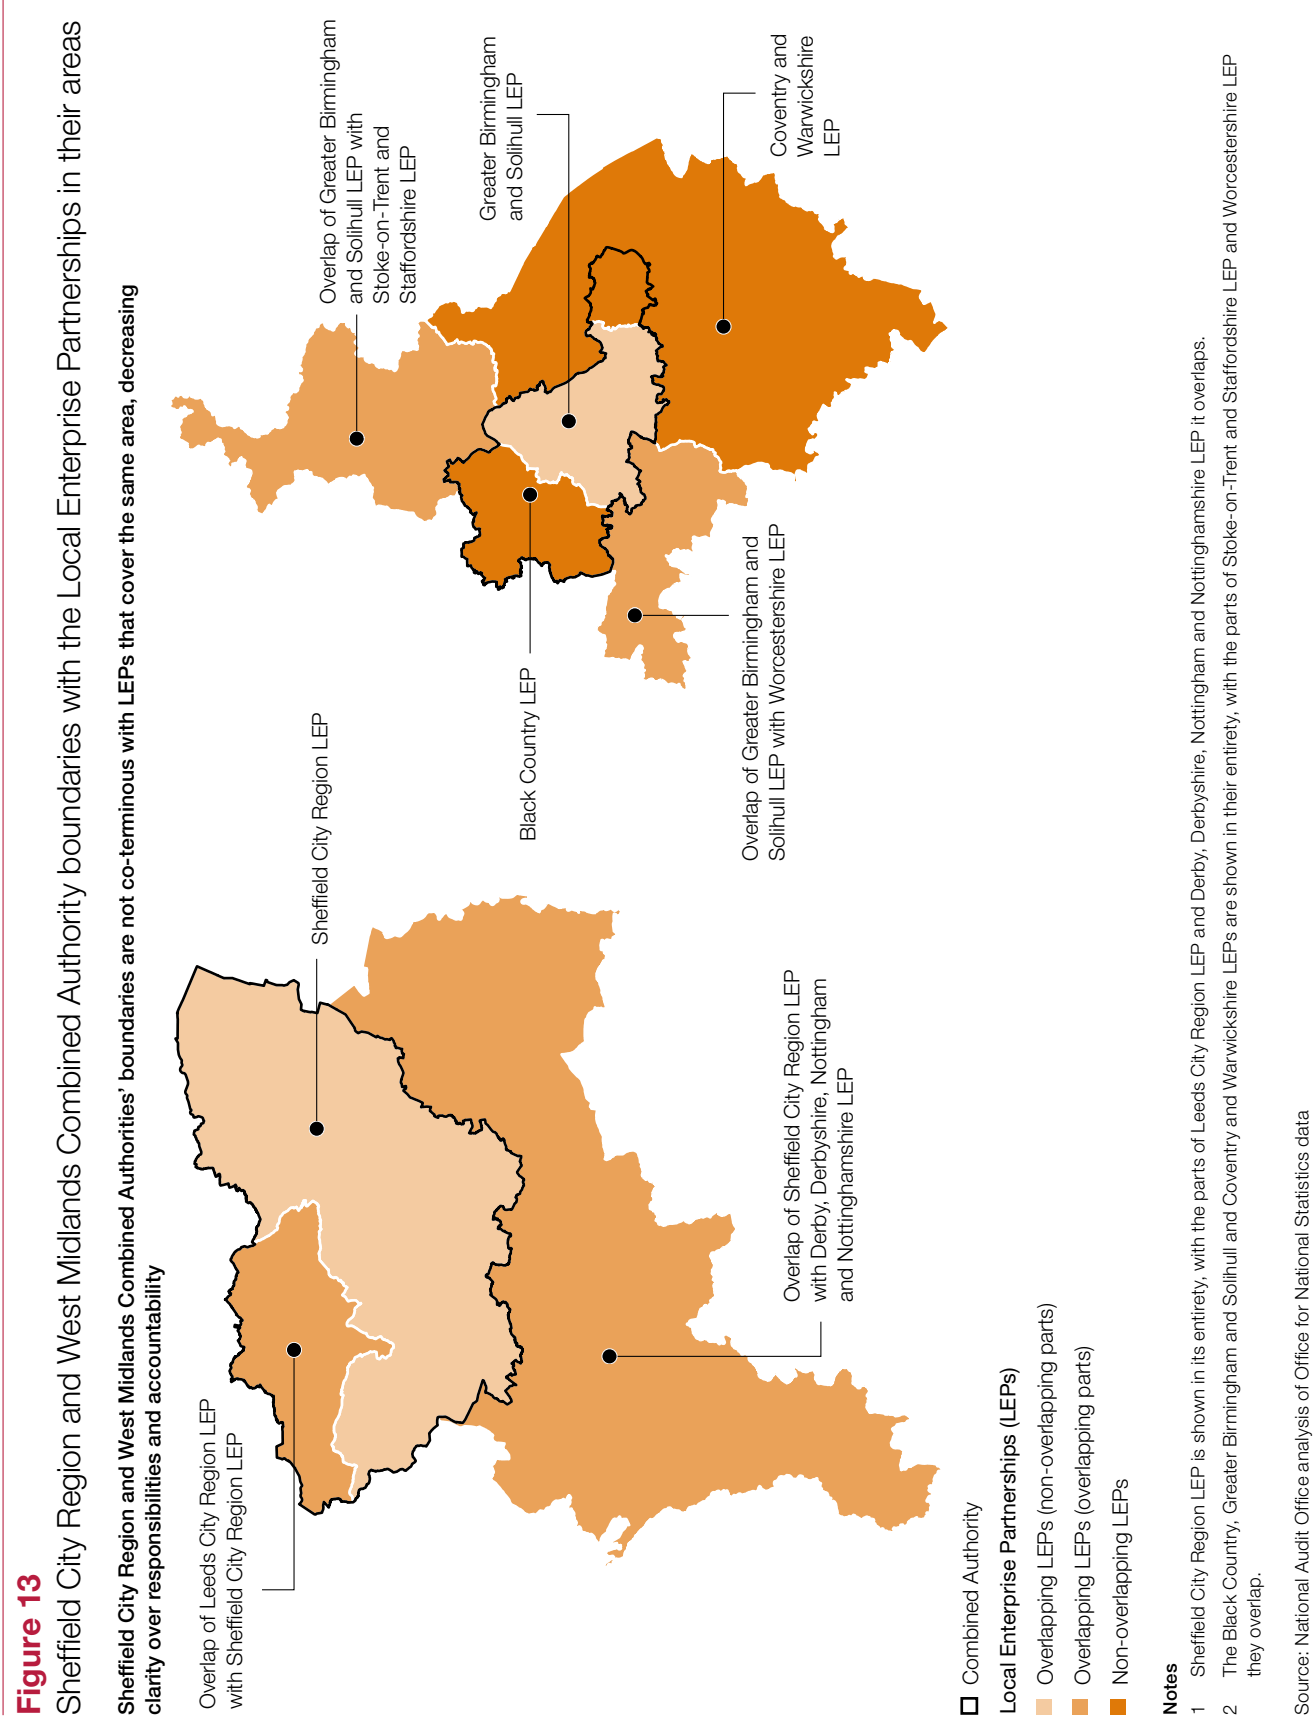 Figure 13
Sheffield City Region and West Midlands Combined Authority boundaries with the Local Enterprise Partnerships in their areas
Sheffield City Region and West Midlands Combined Authorities’ boundaries are not co-terminous with LEPs that cover the same area, decreasing
clarity over responsibilities and accountability
Overlap of Leeds City Region LEP
with Sheffield City Region LEP
Sheffield City Region LEP
Overlap of Sheffield City Region LEP
with Derby, Derbyshire, Nottingham
and Nottinghamshire LEP
Overlap of Greater Birmingham
and Solihull LEP with
Stoke-on-Trent and
Staffordshire LEP
Greater Birmingham
and Solihull LEP
Black Country LEP
Coventry and
Warwickshire
LEP
Overlap of Greater Birmingham and
Solihull LEP with Worcestershire LEP
Combined Authority
Local Enterprise Partnerships (LEPs)
Overlapping LEPs (non-overlapping parts)
Overlapping LEPs (overlapping parts)
Non-overlapping LEPs
Notes
1 Sheffield City Region LEP is shown in its entirety, with the parts of Leeds City Region LEP and Derby, Derbyshire, Nottingham and Nottinghamshire LEP it overlaps.
2 The Black Country, Greater Birmingham and Solihull and Coventry and Warwickshire LEPs are shown in their entirety, with the parts of Stoke-on-Trent and Staffordshire LEP and Worcestershire LEP
they overlap.
Source: National Audit Office analysis of Office for National Statistics data